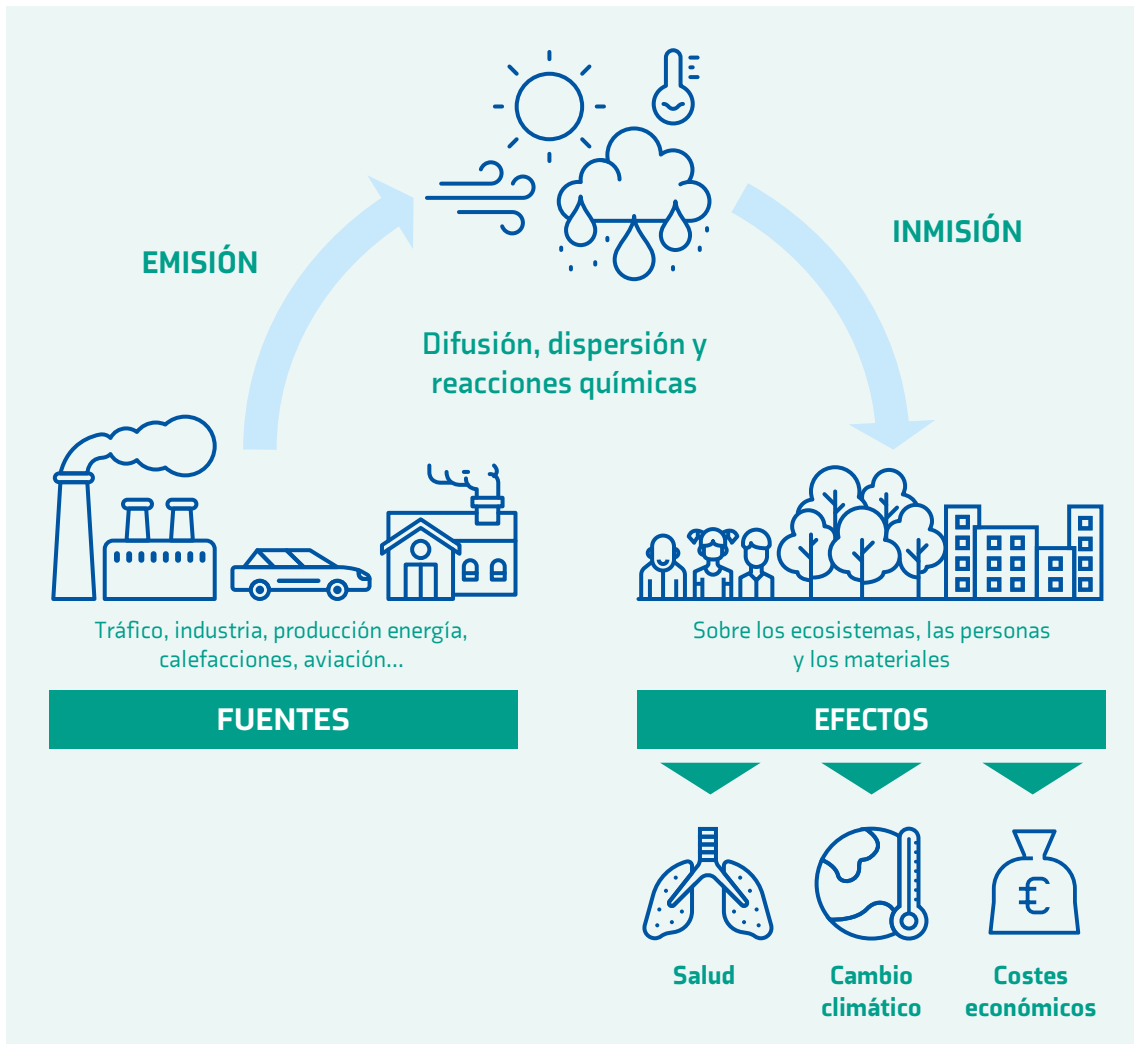 EMISIÓN
INMISIÓN
Difusión, dispersión y
reacciones químicas
Tráfico, industria, producción energía,
calefacciones, aviación...
FUENTES
Sobre los ecosistemas, las personas
y los materiales
EFECTOS
€
Salud
Cambio
climático
Costes
económicos